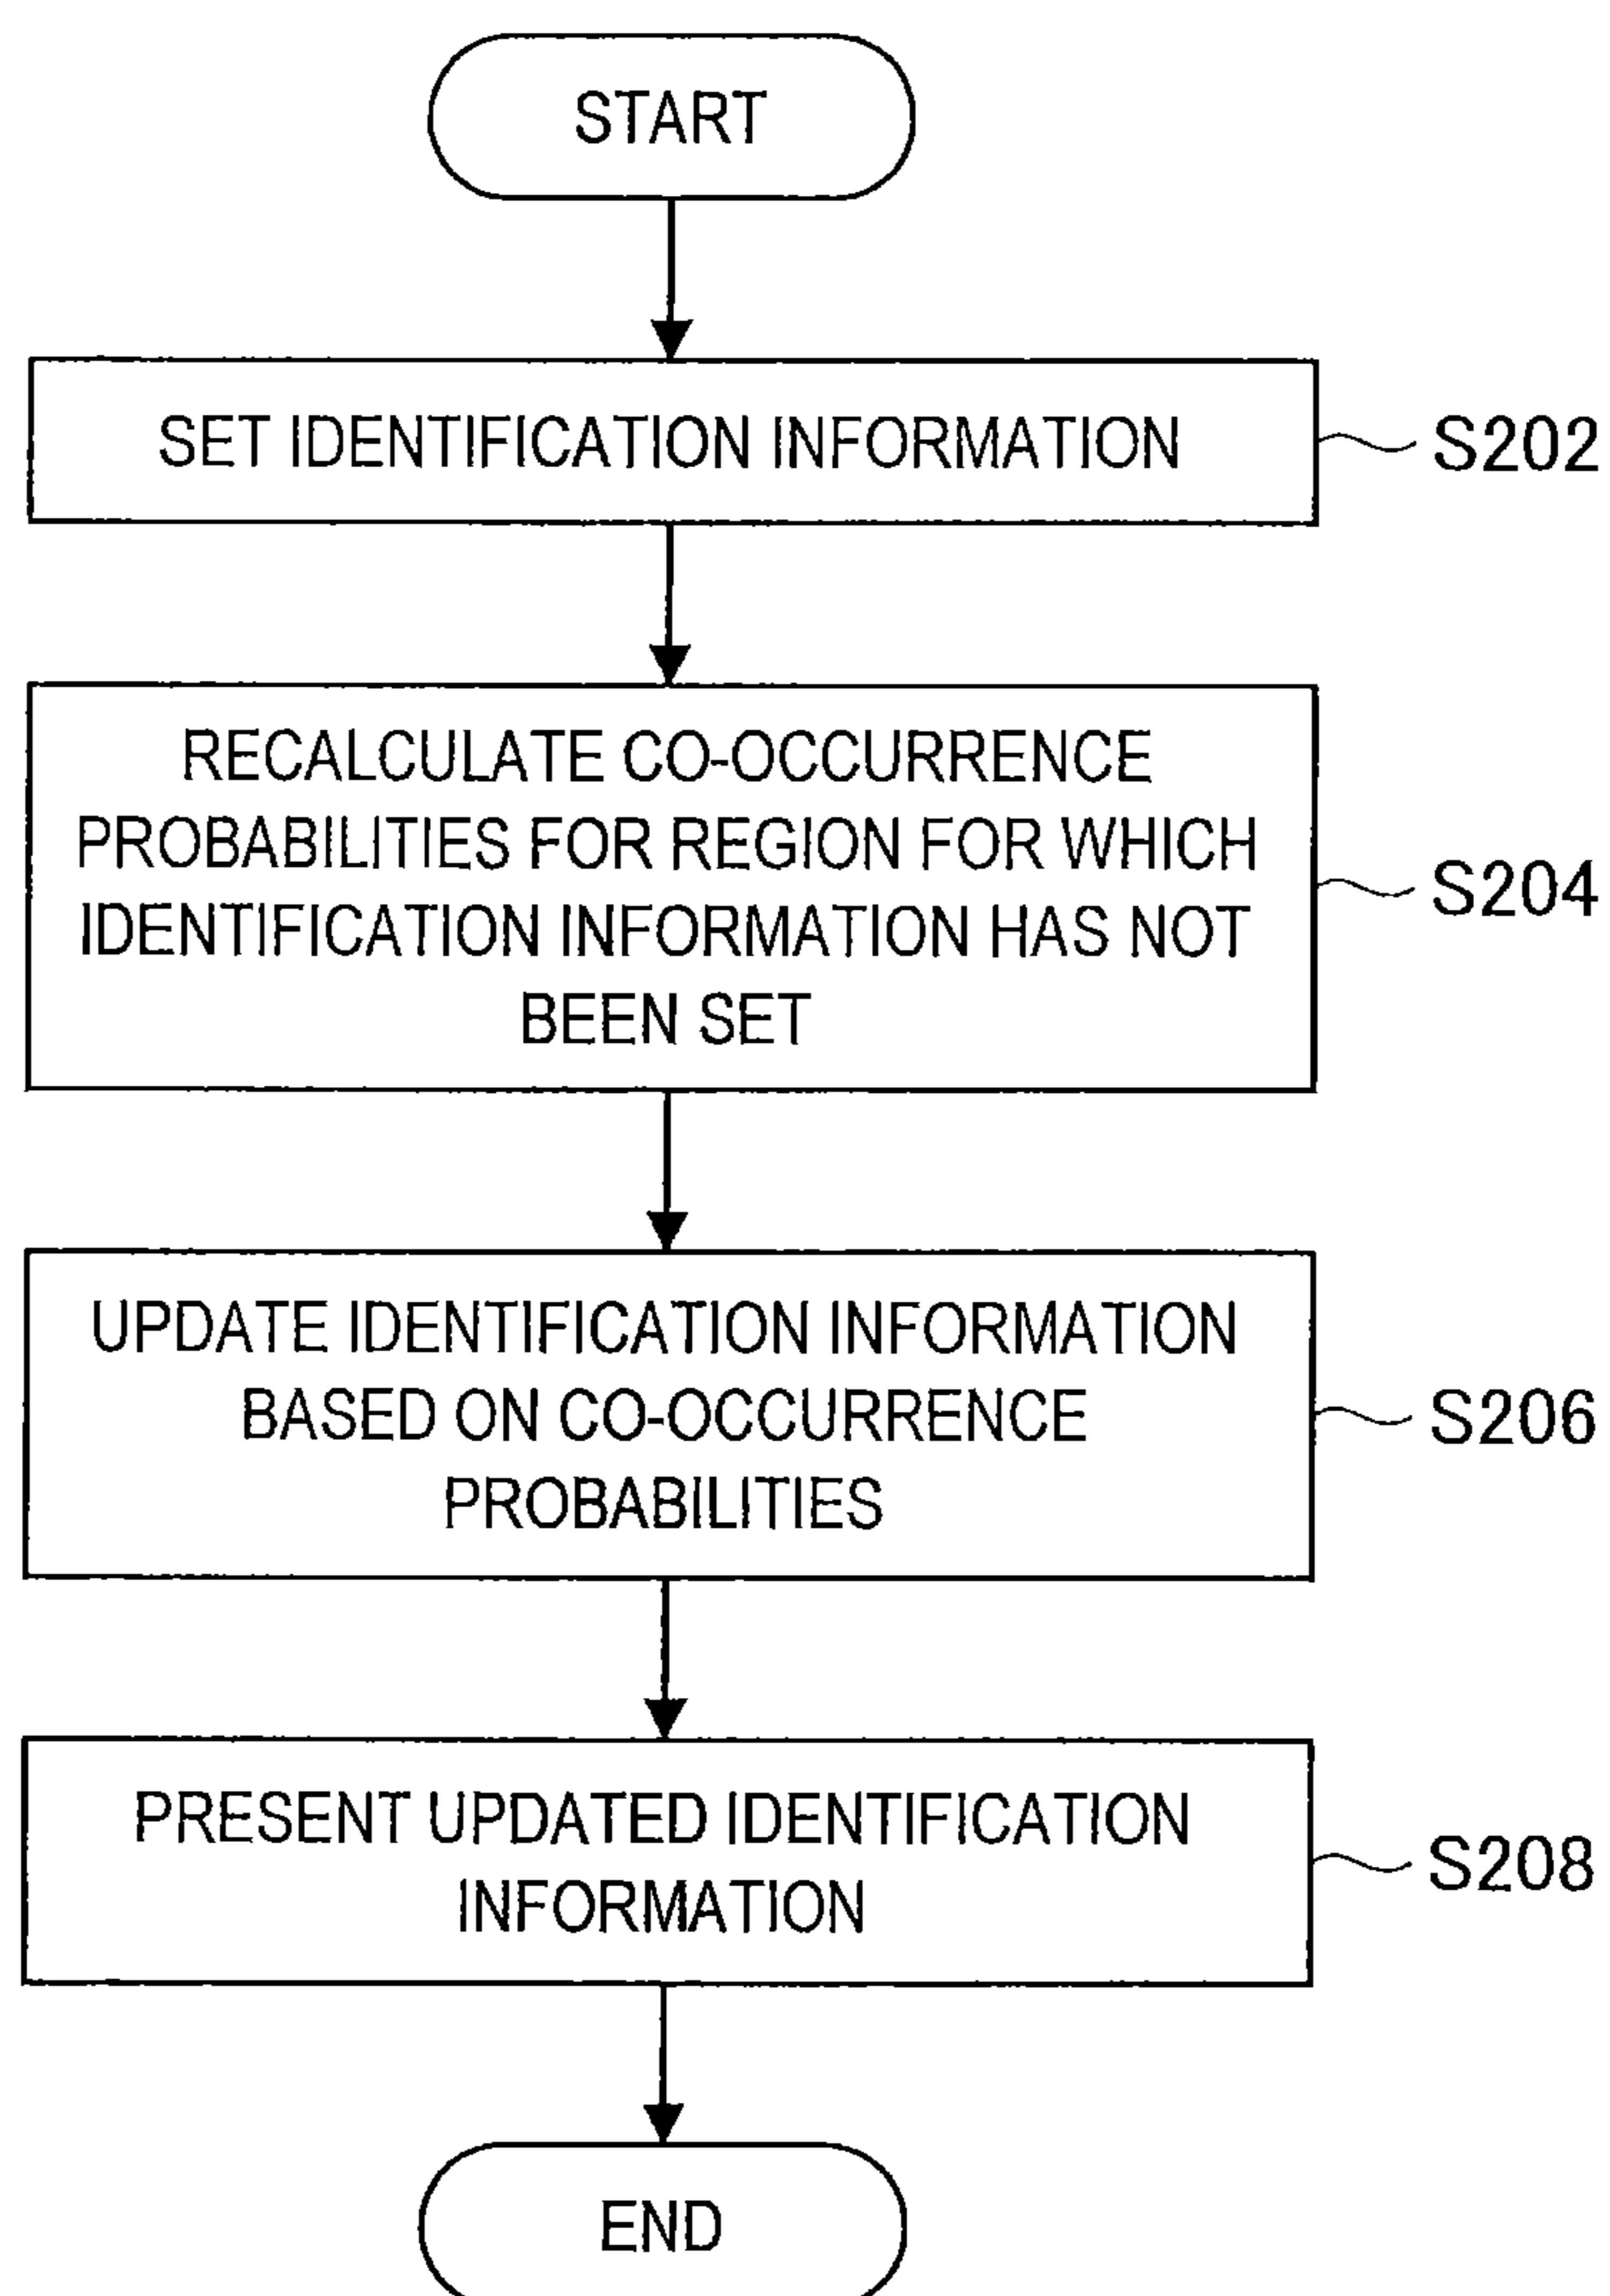 START
SET IDENTIFICATION INFORMATION
S202
RECALCULATE CO-OCCURRENCE
PROBABILITIES FOR REGION FOR WHICH
IDENTIFICATION INFORMATION HAS NOT
BEEN SET
S204
UPDATE IDENTIFICATION INFORMATION
BASED ON CO-OCCURRENCE
PROBABILITIES
S206
PRESENT UPDATED IDENTIFICATION
INFORMATION
S208
END